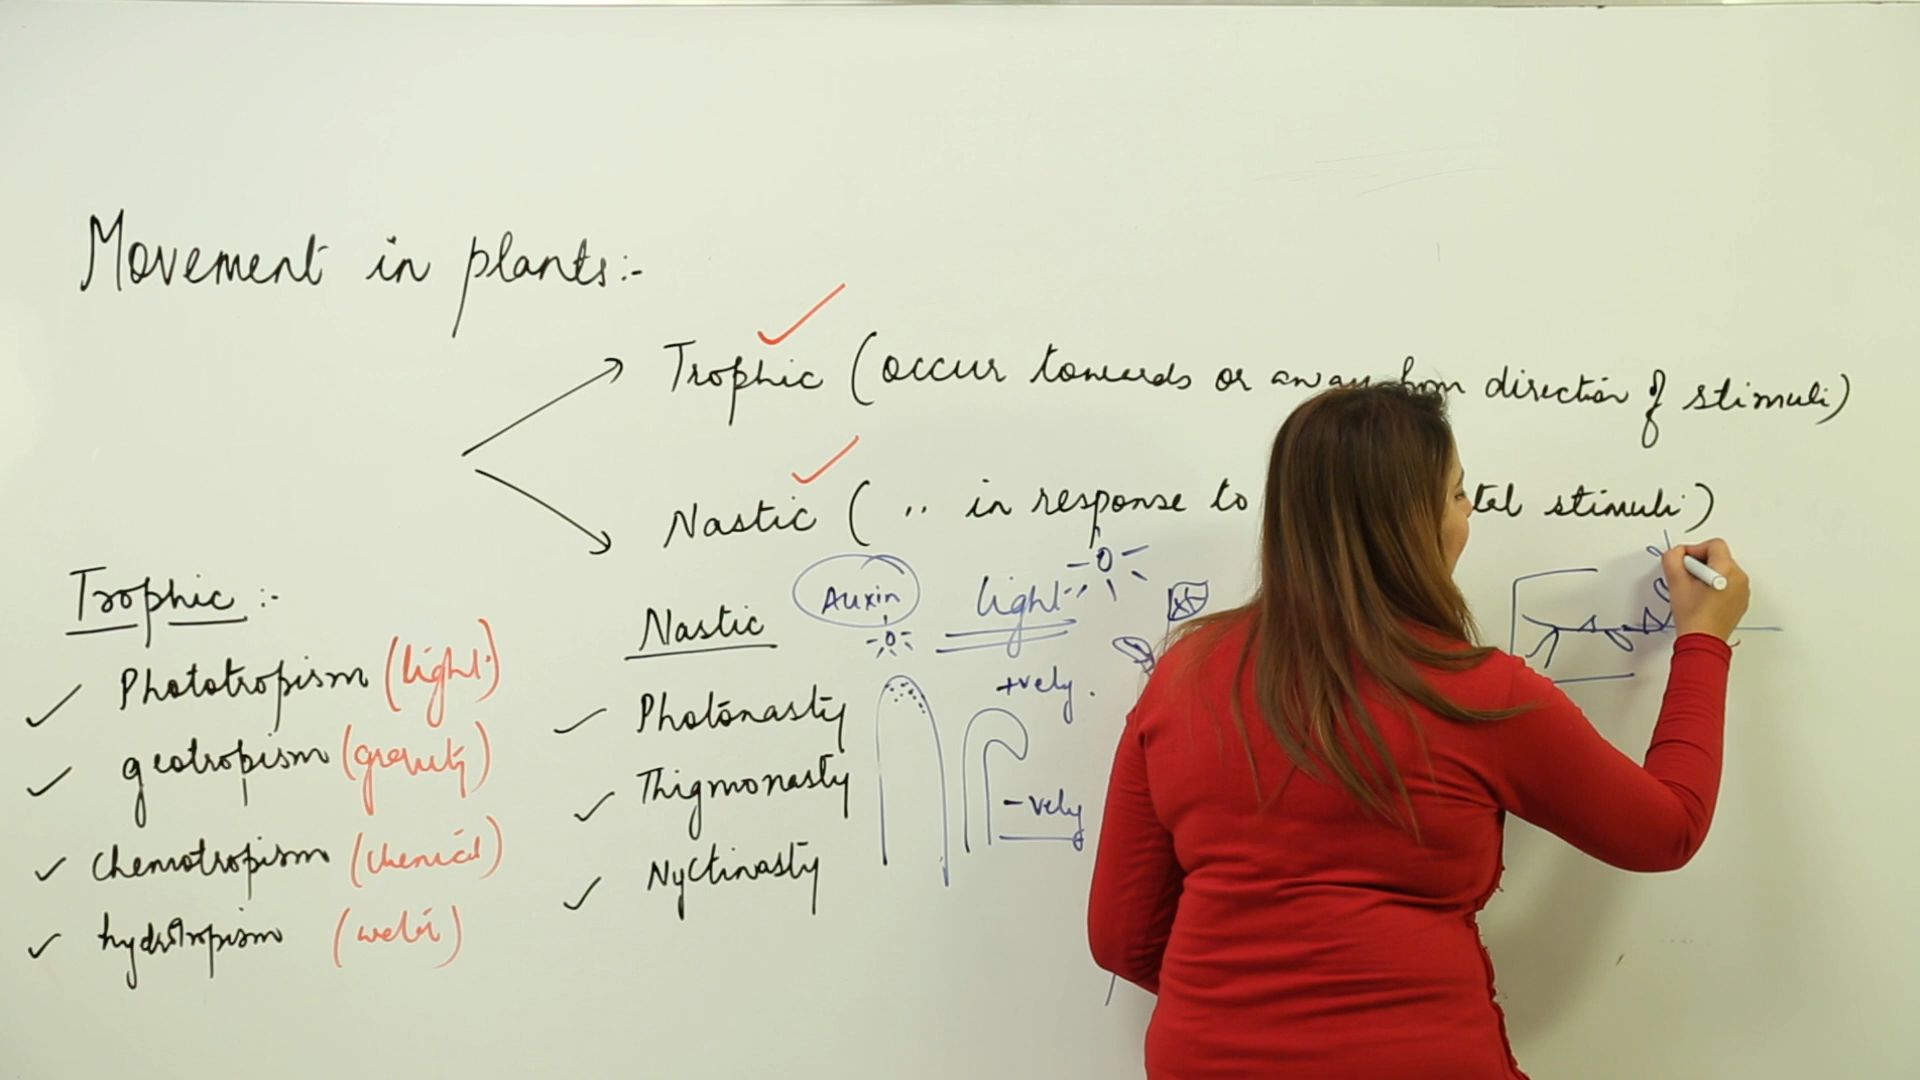 Movement in plants:-
Trophic (occur towards or away from direction of stimuli)
Nastic ( ,, in response to stimuli)
Trophic :-
Phototropism (light)
geotropism (gravity)
Chemotropism (chemical)
hydrotropism (water)
Nastic
Photonasty
Thigmonasty
Nyctinasty
Auxin
light
+vely.
-vely